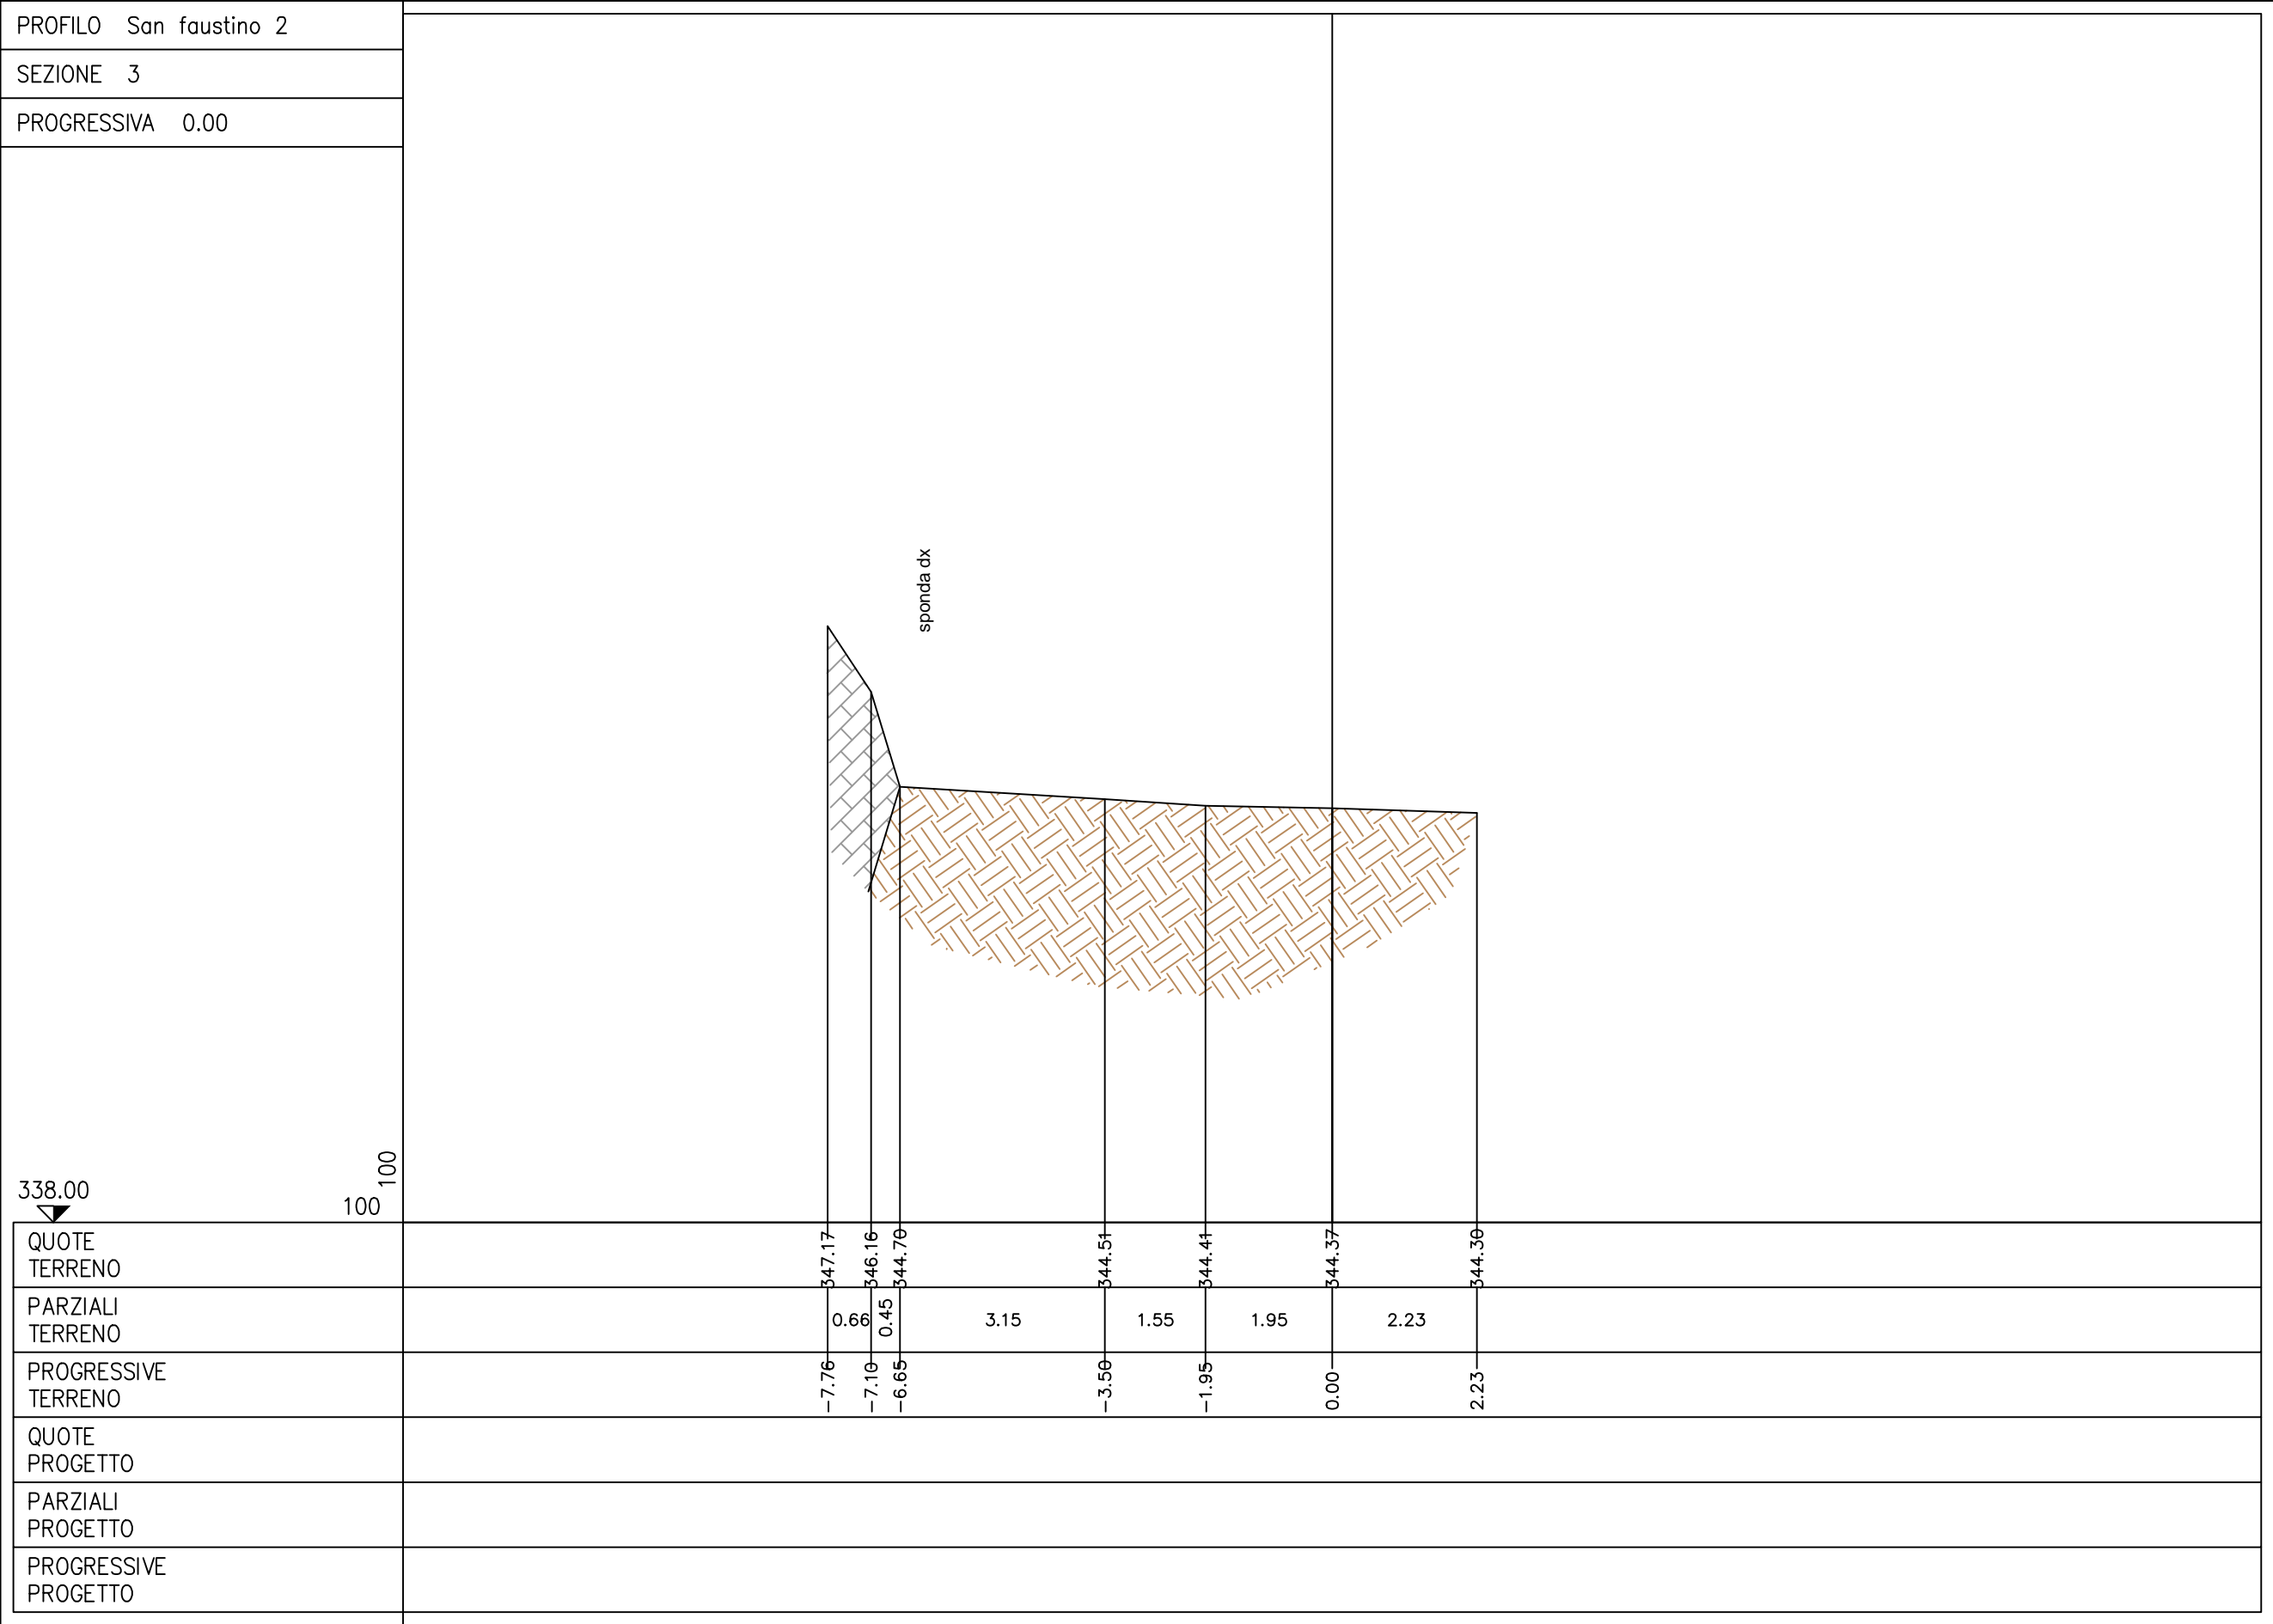 PROFILO San faustino 2
SEZIONE 3
PROGRESSIVA 0.00
sponda dx
100
338.00
100
QUOTE
TERRENO
347.17 346.16 344.70 344.51 344.41 344.37 344.30
PARZIALI
TERRENO
0.66 0.45 3.15 1.55 1.95 2.23
PROGRESSIVE
TERRENO
-7.76 -7.10 -6.65 -3.50 -1.95 0.00 2.23
QUOTE
PROGETTO
PARZIALI
PROGETTO
PROGRESSIVE
PROGETTO